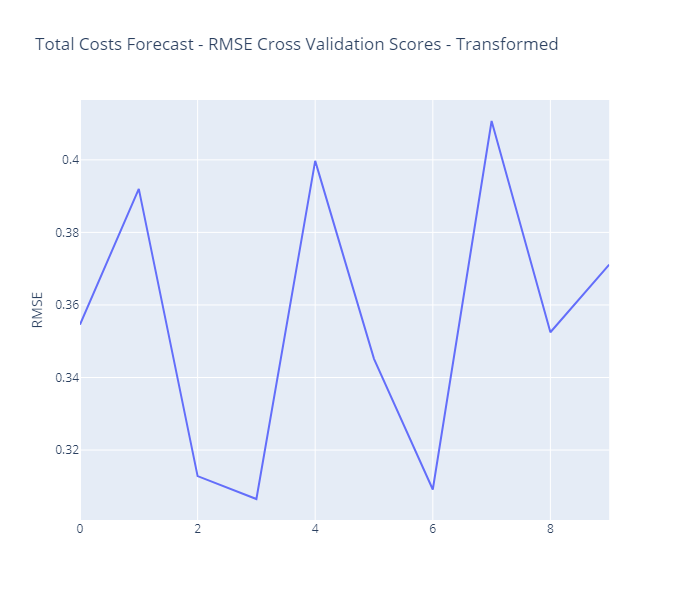 Total Costs Forecast - RMSE Cross Validation Scores - Transformed
0.4
0.38
0.36
RMSE
0.34
0.32
0 2 4 6 8